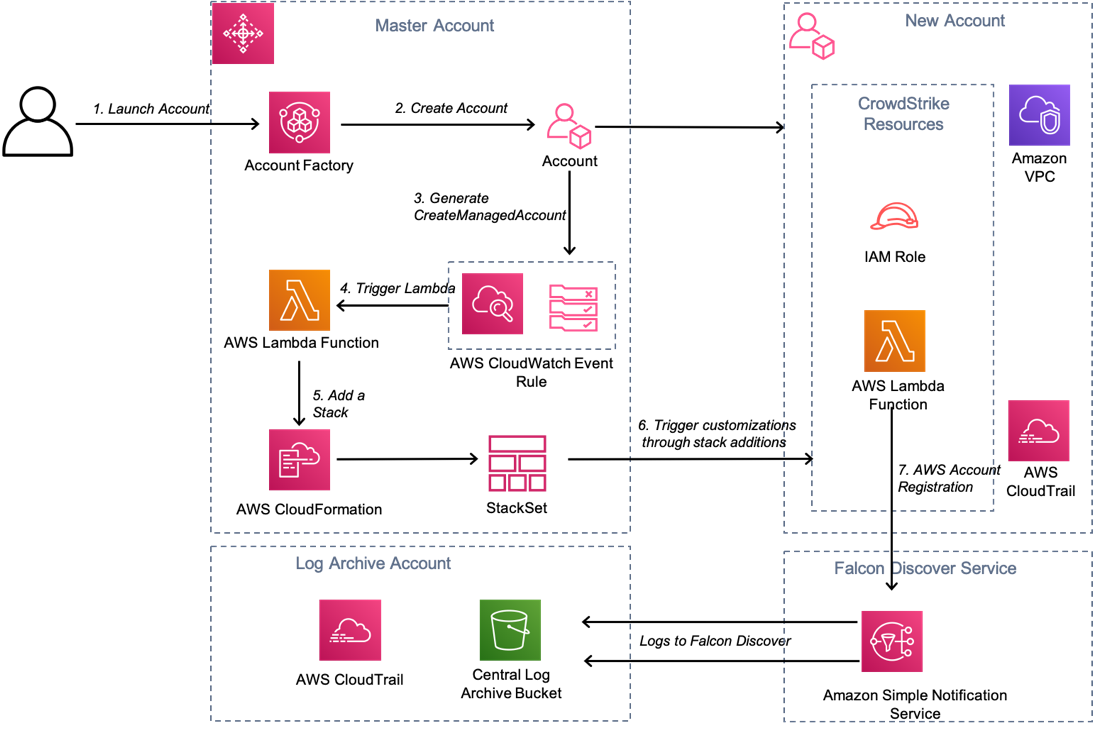 Master Account
New Account
1. Launch Account
2. Create Account
Account Factory
Account
CrowdStrike
Resources
Amazon
VPC
3. Generate
CreateManagedAccount
IAM Role
4. Trigger Lambda
AWS Lambda Function
AWS CloudWatch Event
Rule
AWS Lambda
Function
5. Add a
Stack
6. Trigger customizations
through stack additions
7. AWS Account
Registration
AWS
CloudTrail
AWS CloudFormation
StackSet
Log Archive Account
Falcon Discover Service
Logs to Falcon Discover
AWS CloudTrail
Central Log
Archive Bucket
Amazon Simple Notification
Service